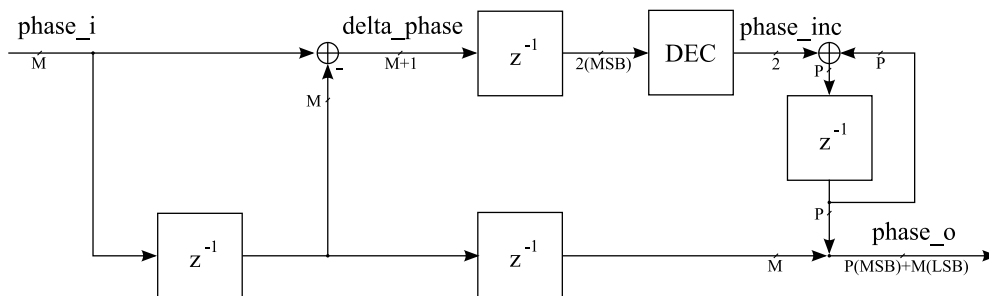 phase_i
delta_phase
phase_inc
M
-
M+1
z-1
2(MSB)
DEC
2
P
P
M
z-1
P
phase_o
z-1
z-1
M
P(MSB)+M(LSB)